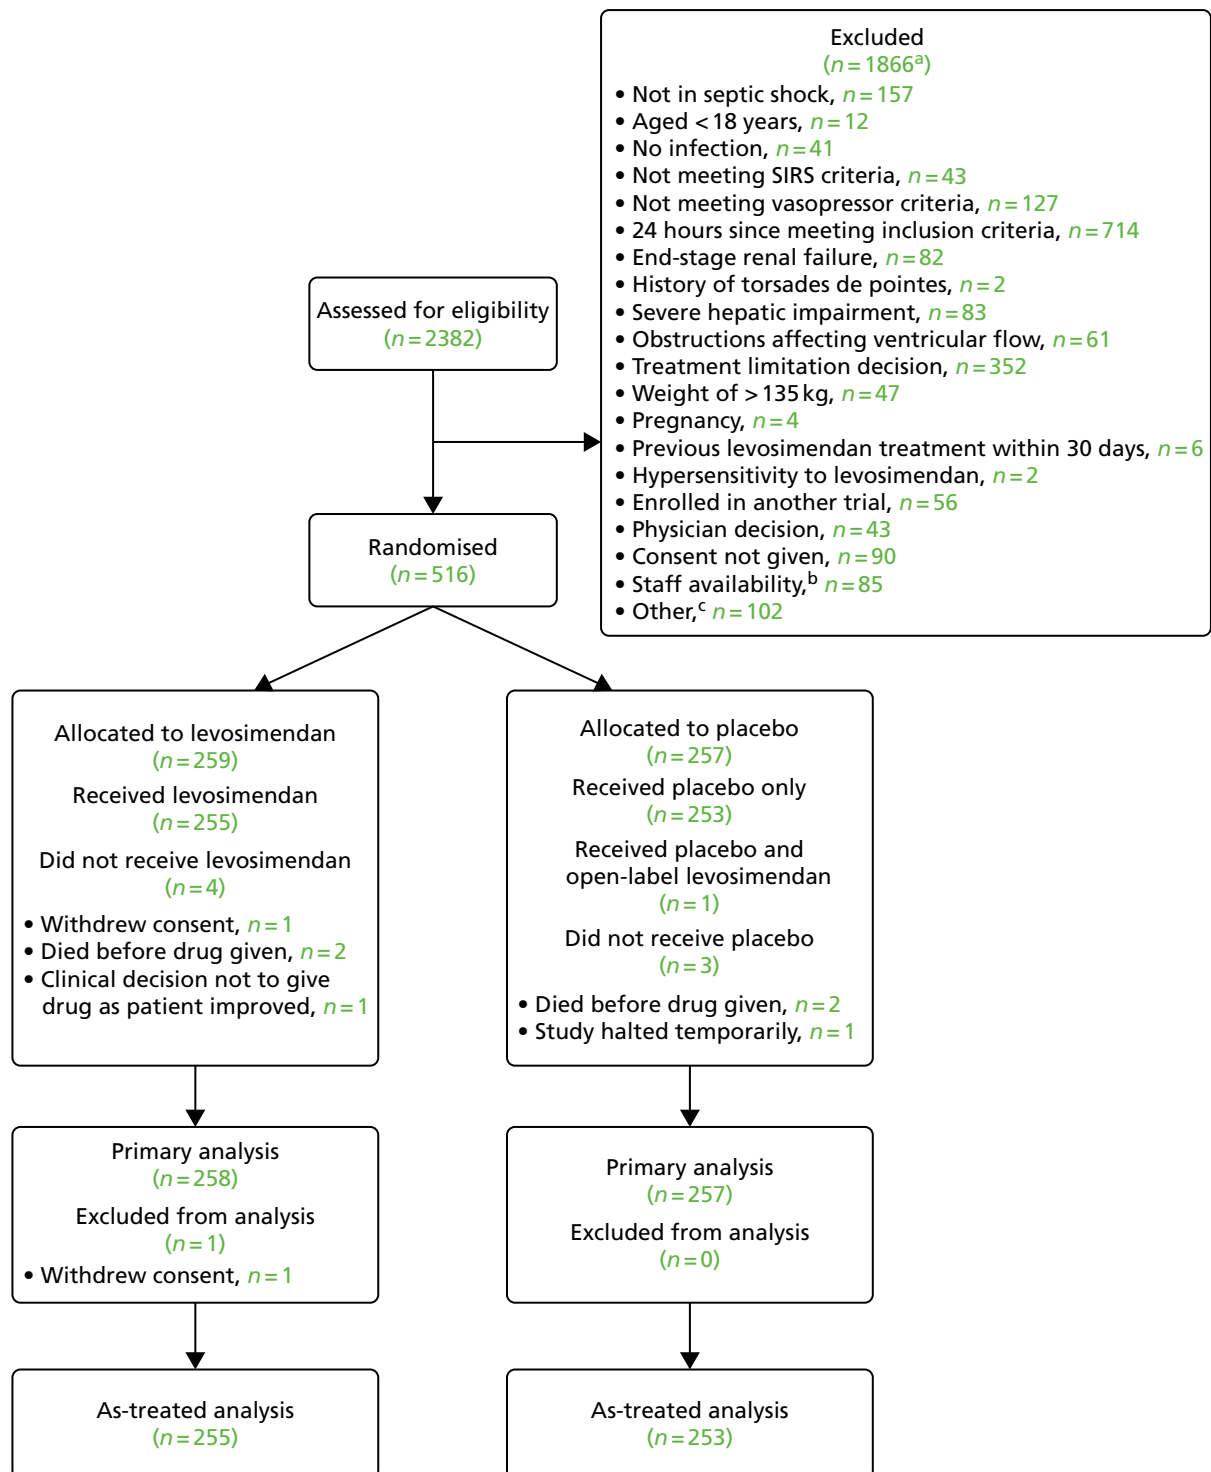 Excluded
(n = 1866a)
• Not in septic shock, n = 157
• Aged < 18 years, n = 12
• No infection, n = 41
• Not meeting SIRS criteria, n = 43
• Not meeting vasopressor criteria, n = 127
• 24 hours since meeting inclusion criteria, n = 714
• End-stage renal failure, n = 82
• History of torsades de pointes, n = 2
• Severe hepatic impairment, n = 83
• Obstructions affecting ventricular flow, n = 61
• Treatment limitation decision, n = 352
• Weight of > 135 kg, n = 47
• Pregnancy, n = 4
• Previous levosimendan treatment within 30 days, n = 6
• Hypersensitivity to levosimendan, n = 2
• Enrolled in another trial, n = 56
• Physician decision, n = 43
• Consent not given, n = 90
• Staff availability,b n = 85
• Other,c n = 102
Assessed for eligibility
(n = 2382)
Randomised
(n = 516)
Allocated to levosimendan
(n = 259)
Received levosimendan
(n = 255)
Did not receive levosimendan
(n = 4)
• Withdrew consent, n = 1
• Died before drug given, n = 2
• Clinical decision not to give
drug as patient improved, n = 1
Allocated to placebo
(n = 257)
Received placebo only
(n = 253)
Received placebo and
open-label levosimendan
(n = 1)
Did not receive placebo
(n = 3)
• Died before drug given, n = 2
• Study halted temporarily, n = 1
Primary analysis
(n = 258)
Excluded from analysis
(n = 1)
• Withdrew consent, n = 1
Primary analysis
(n = 257)
Excluded from analysis
(n = 0)
As-treated analysis
(n = 255)
As-treated analysis
(n = 253)